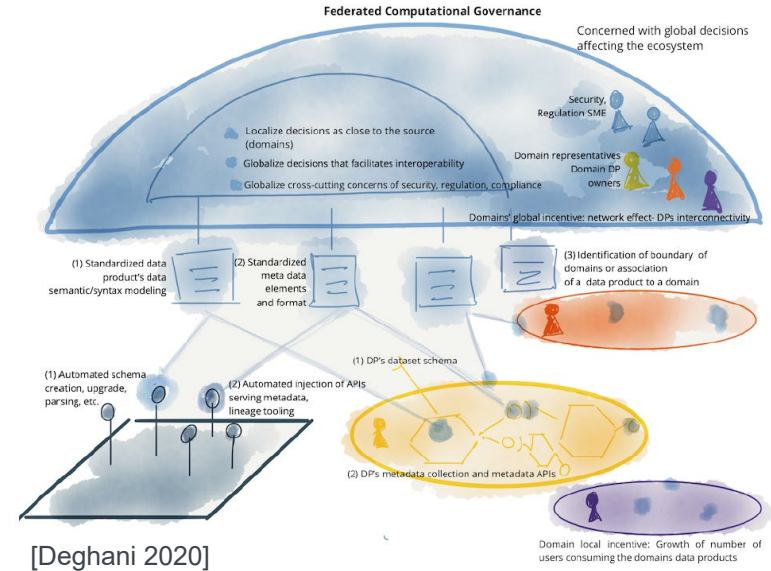 Federated Computational Governance
Concerned with global decisions
affecting the ecosystem
Security,
Regulation SME
Localize decisions as close to the source
(domains)
Globalize decisions that facilitates interoperability
Globalize cross-cutting concerns of security, regulation, compliance
Domain representatives
Domain DP
owners
Domains' global incentive: network effect- DPs interconnectivity
(1) Standardized data
product's data
semantic/syntax modeling
(2) Standardized
meta data
elements
and format
(3) Identification of boundary of
domains or association
of a data product to a domain
(1) Automated schema
creation, upgrade,
parsing, etc.
(2) Automated injection of APIs
serving metadata,
lineage tooling
(1) DP's dataset schema
(2) DP's metadata collection and metadata APIs
Domain local incentive: Growth of number of
users consuming the domains data products
[Deghani 2020]